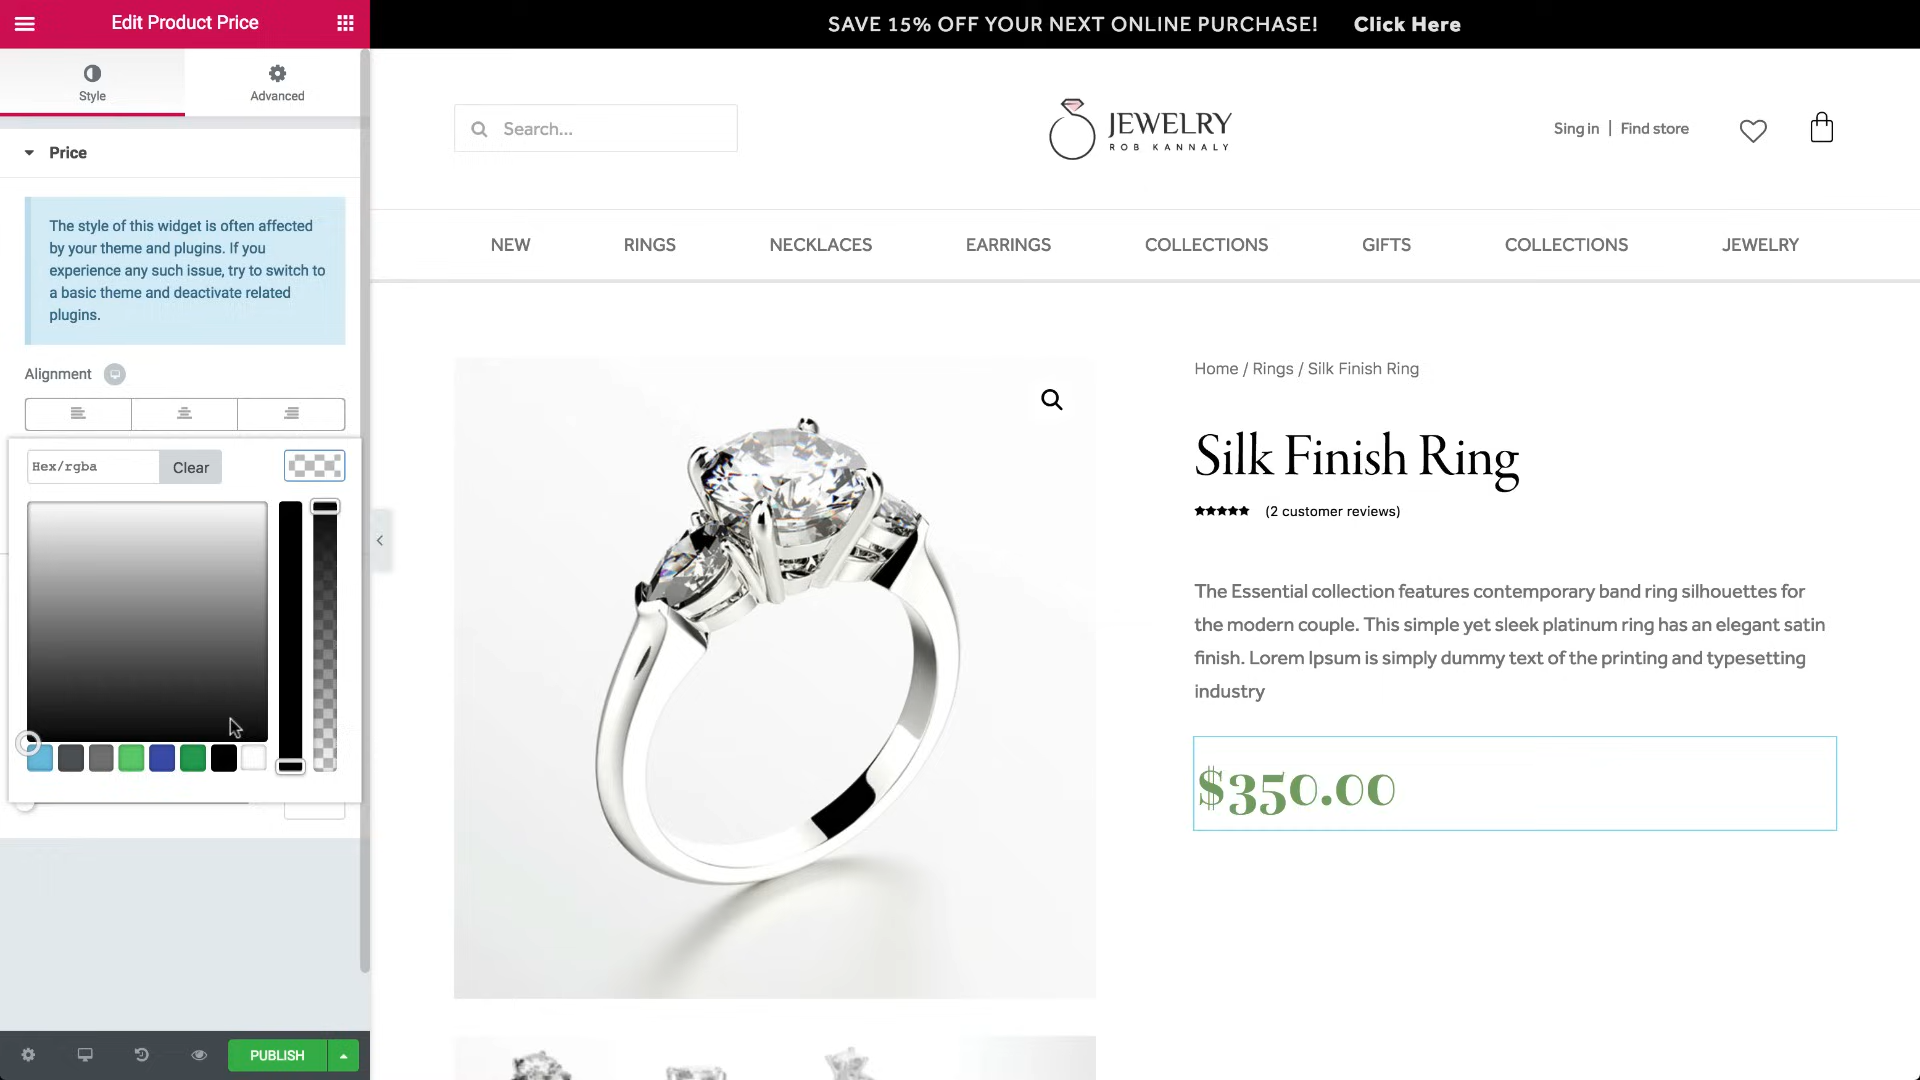 Edit Product Price
SAVE 15% OFF YOUR NEXT ONLINE PURCHASE! Click Here
Style
Advanced
Price
The style of this widget is often affected
by your theme and plugins. If you
experience any such issue, try to switch to
a basic theme and deactivate related
plugins.
Alignment
Hex/rgba
Clear
PUBLISH
Search...
JEWELRY
ROB KANNALY
Sing in | Find store
NEW RINGS NECKLACES EARRINGS COLLECTIONS GIFTS COLLECTIONS JEWELRY
Home / Rings / Silk Finish Ring
Silk Finish Ring
(2 customer reviews)
The Essential collection features contemporary band ring silhouettes for
the modern couple. This simple yet sleek platinum ring has an elegant satin
finish. Lorem Ipsum is simply dummy text of the printing and typesetting
industry
$350.00